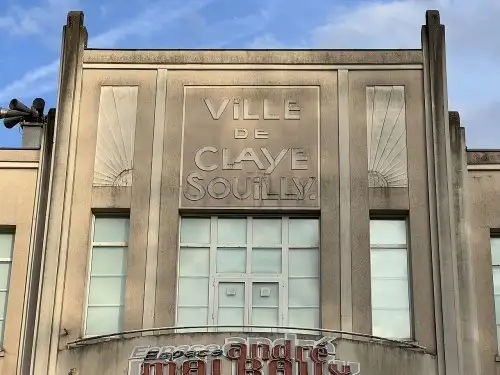 ViLLE
DE
CLAYE
SOUiLLY.
Espace
andré
MALRAUX